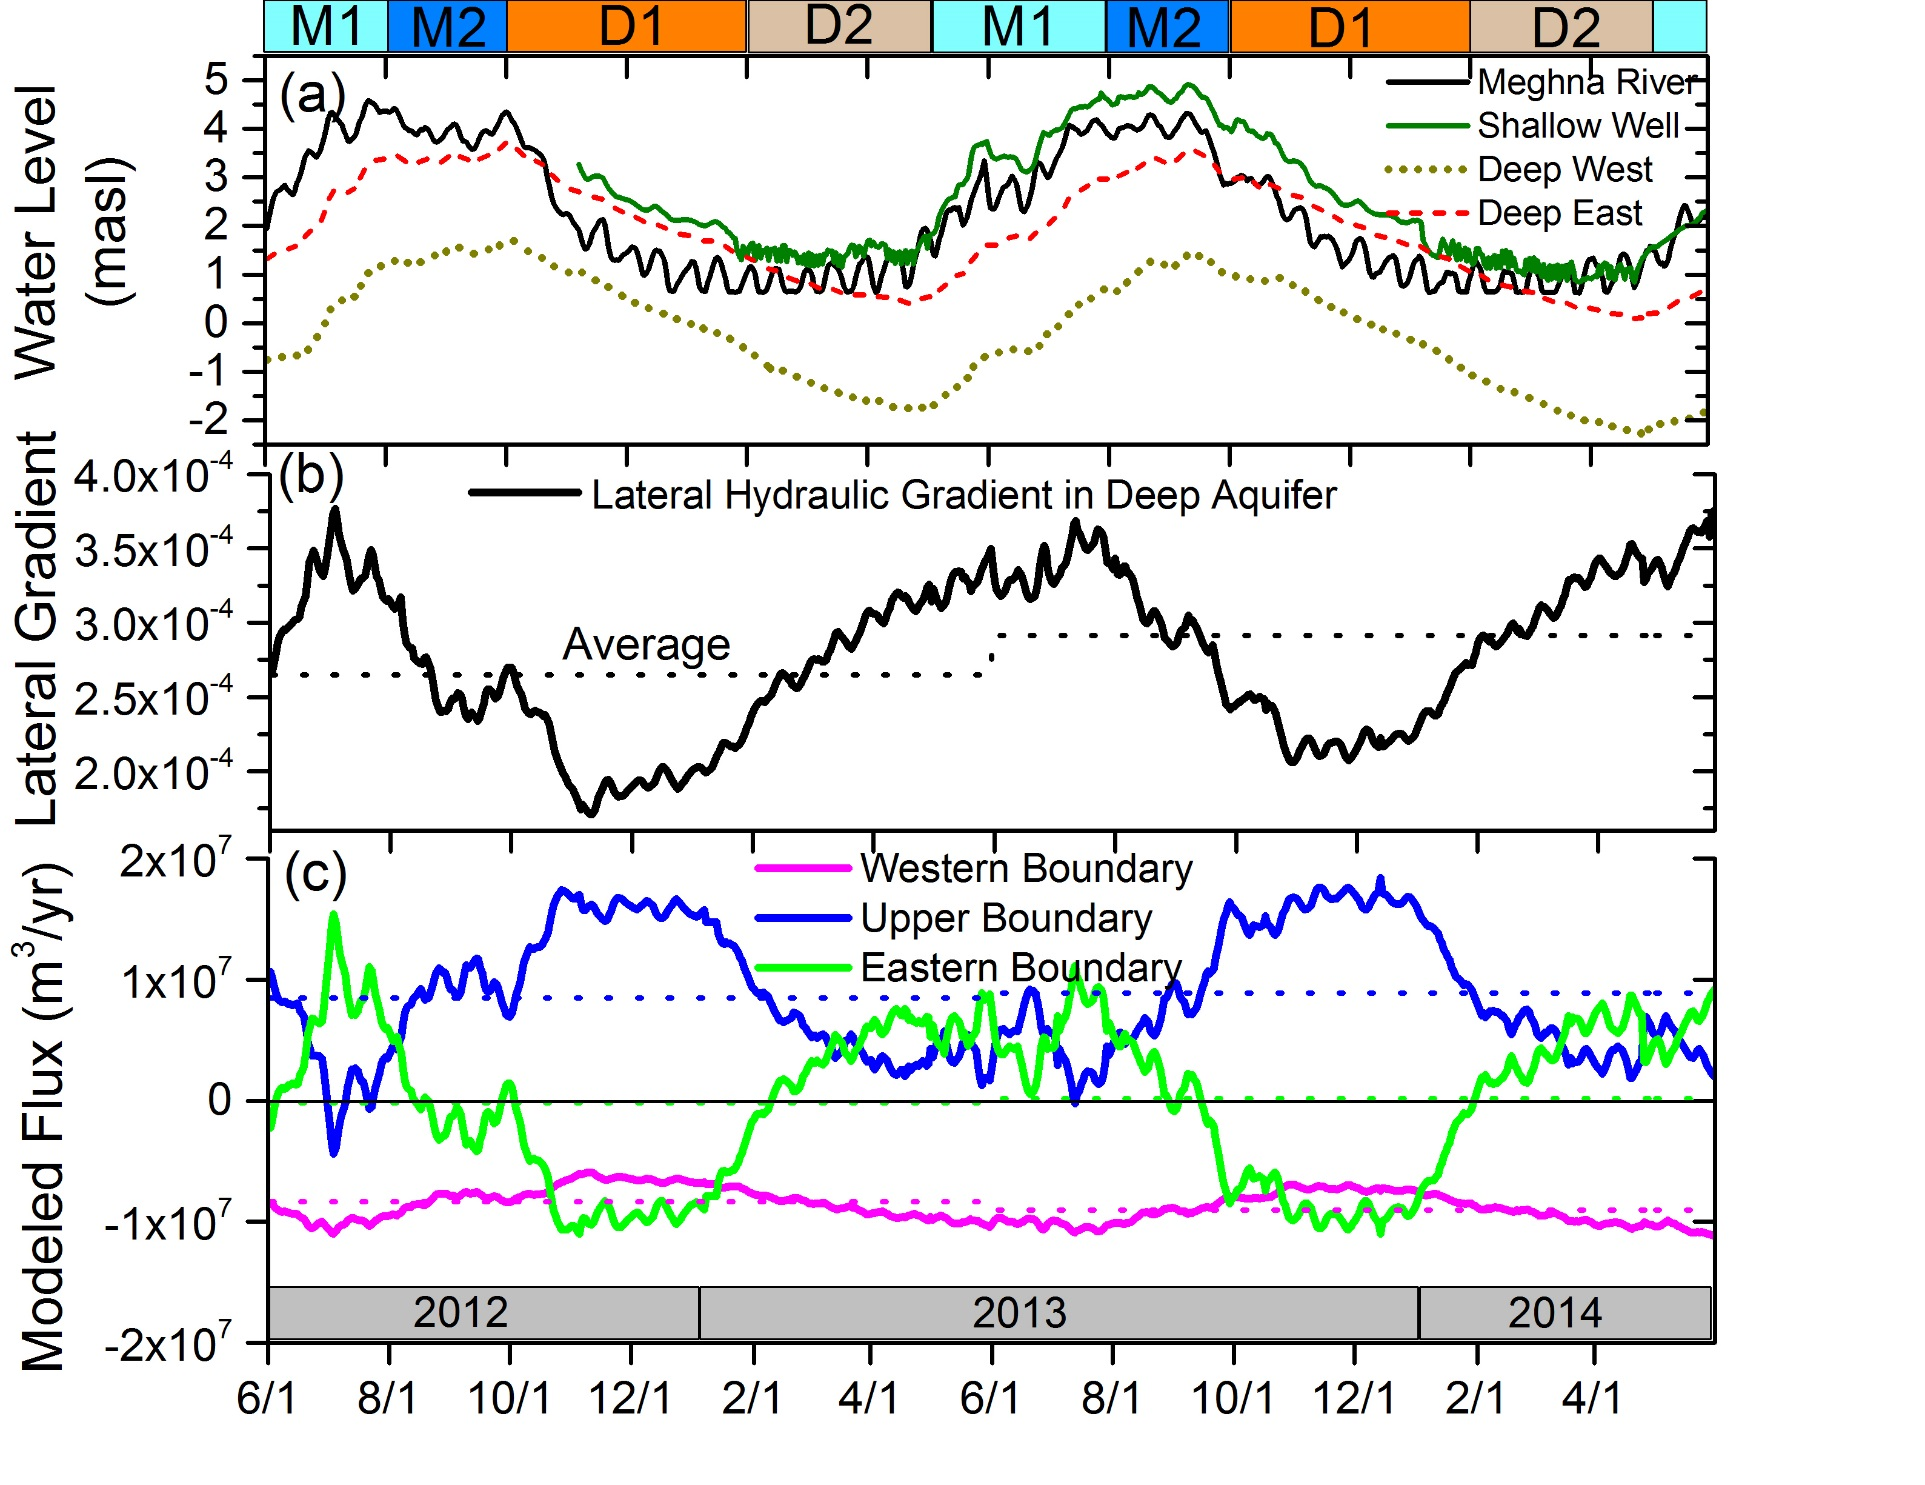 M1 M2 D1 D2 M1 M2 D1 D2
Water Level
(masl)
(a)
5
4
3
2
1
0
-1
-2
Meghna River
Shallow Well
Deep West
Deep East
Lateral Gradient
(b)
4.0x10⁻⁴
3.5x10⁻⁴
3.0x10⁻⁴
2.5x10⁻⁴
2.0x10⁻⁴
Lateral Hydraulic Gradient in Deep Aquifer
Average
Modeled Flux (m³/yr)
(c)
2x10⁷
1x10⁷
0
-1x10⁷
-2x10⁷
Western Boundary
Upper Boundary
Eastern Boundary
2012 2013 2014
6/1 8/1 10/1 12/1 2/1 4/1 6/1 8/1 10/1 12/1 2/1 4/1